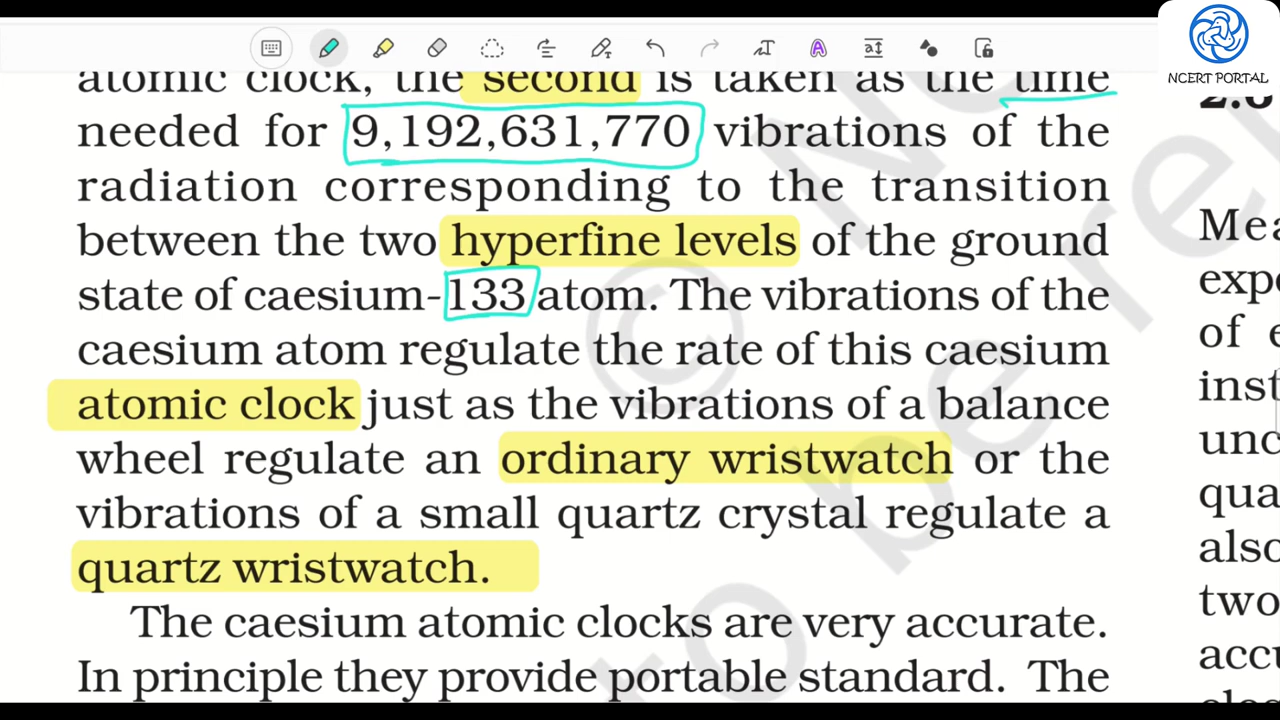 NCERT PORTAL
atomic clock, the second is taken as the time
needed for 9,192,631,770 vibrations of the
radiation corresponding to the transition
between the two hyperfine levels of the ground
state of caesium-133 atom. The vibrations of the
caesium atom regulate the rate of this caesium
atomic clock just as the vibrations of a balance
wheel regulate an ordinary wristwatch or the
vibrations of a small quartz crystal regulate a
quartz wristwatch.
The caesium atomic clocks are very accurate.
In principle they provide portable standard. The
of
also
two